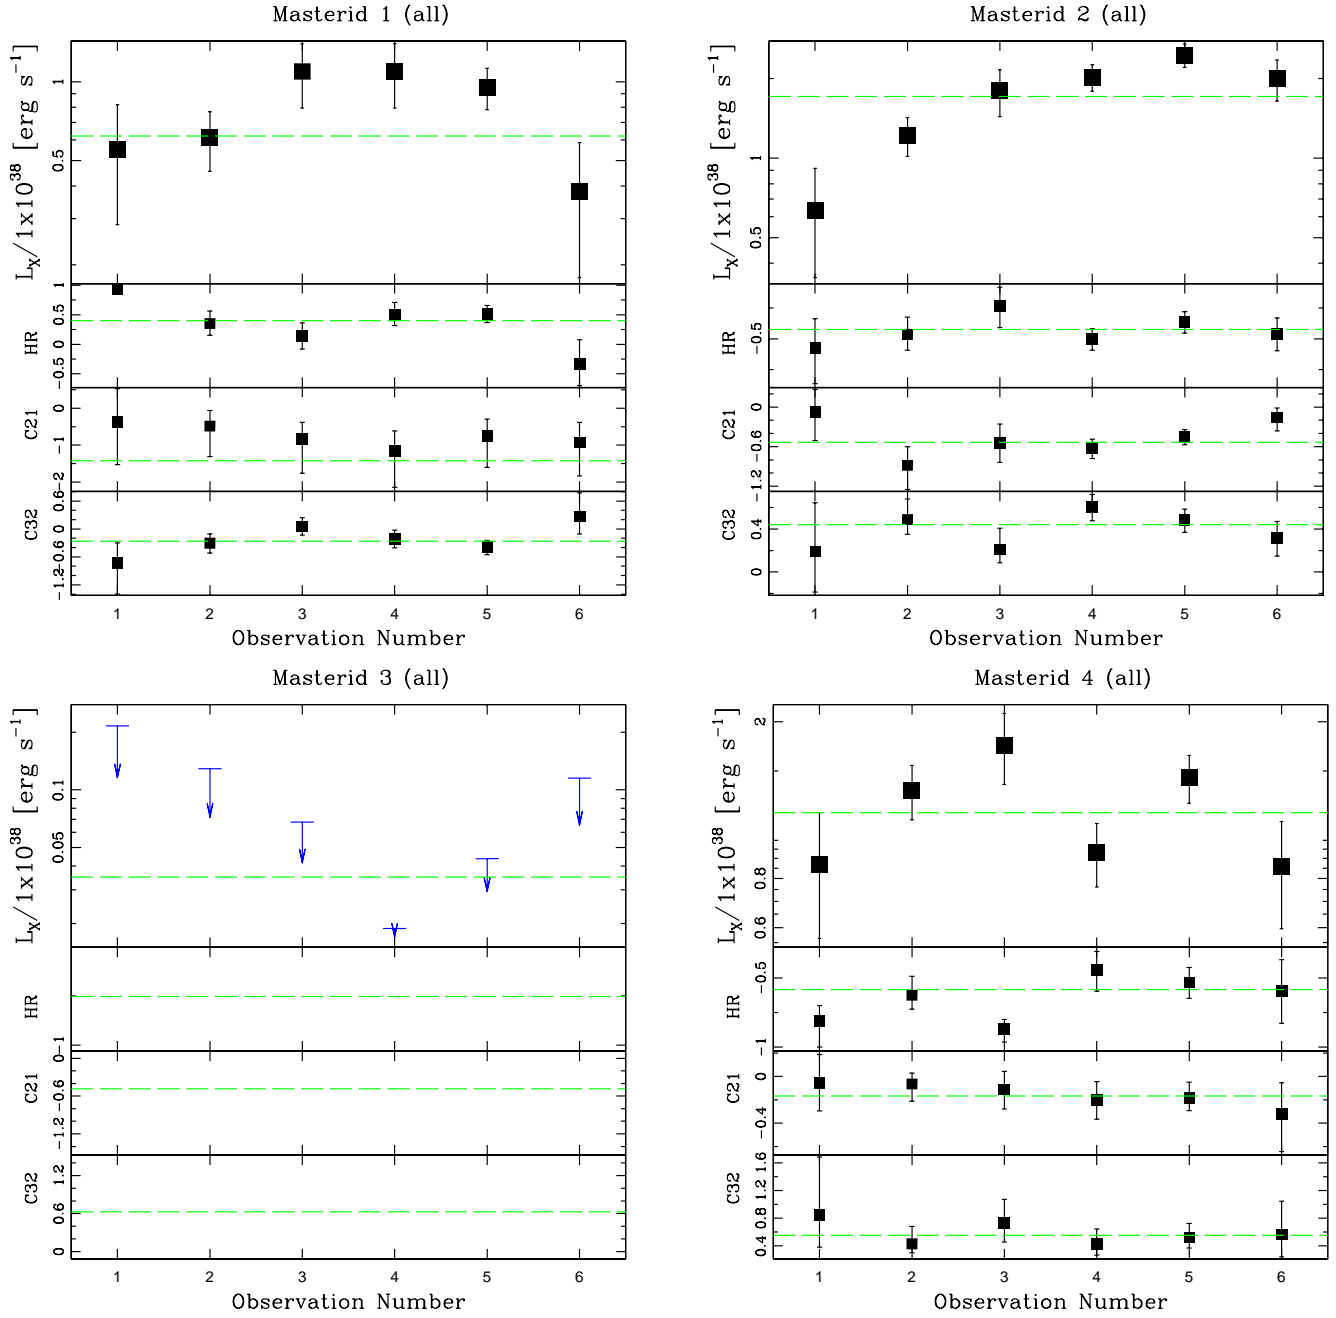 Masterid 1 (all)
L_X/1x10^38 [erg s^-1]
1
0.5
HR
1
0.5
0
−0.5
C21
0
−1
−2
C32
0.6
0
−0.6
−1.2
1 2 3 4 5 6
Observation Number
Masterid 2 (all)
L_X/1x10^38 [erg s^-1]
1
0.5
HR
−0.5
C21
0
−0.6
−1.2
C32
0.4
0
1 2 3 4 5 6
Observation Number
Masterid 3 (all)
L_X/1x10^38 [erg s^-1]
0.1
0.05
HR
−1
C21
0
−0.6
−1.2
C32
1.2
0.6
0
1 2 3 4 5 6
Observation Number
Masterid 4 (all)
L_X/1x10^38 [erg s^-1]
2
0.8
0.6
HR
−0.5
−1
C21
0
−0.4
C32
1.6
1.2
0.8
0.4
1 2 3 4 5 6
Observation Number